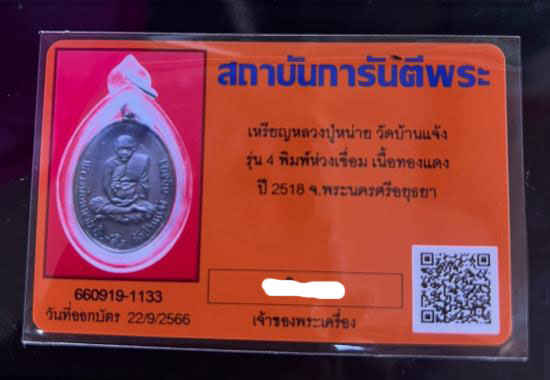 สถาบันการันตีพระ
เหรียญหลวงปู่หน่าย วัดบ้านแจ้ง
รุ่น 4 พิมพ์ห่วงเชื่อม เนื้อทองแดง
ปี 2518 จ.พระนครศรีอยุธยา
660919-1133
วันที่ออกบัตร 22/9/2566
เจ้าของพระเครื่อง